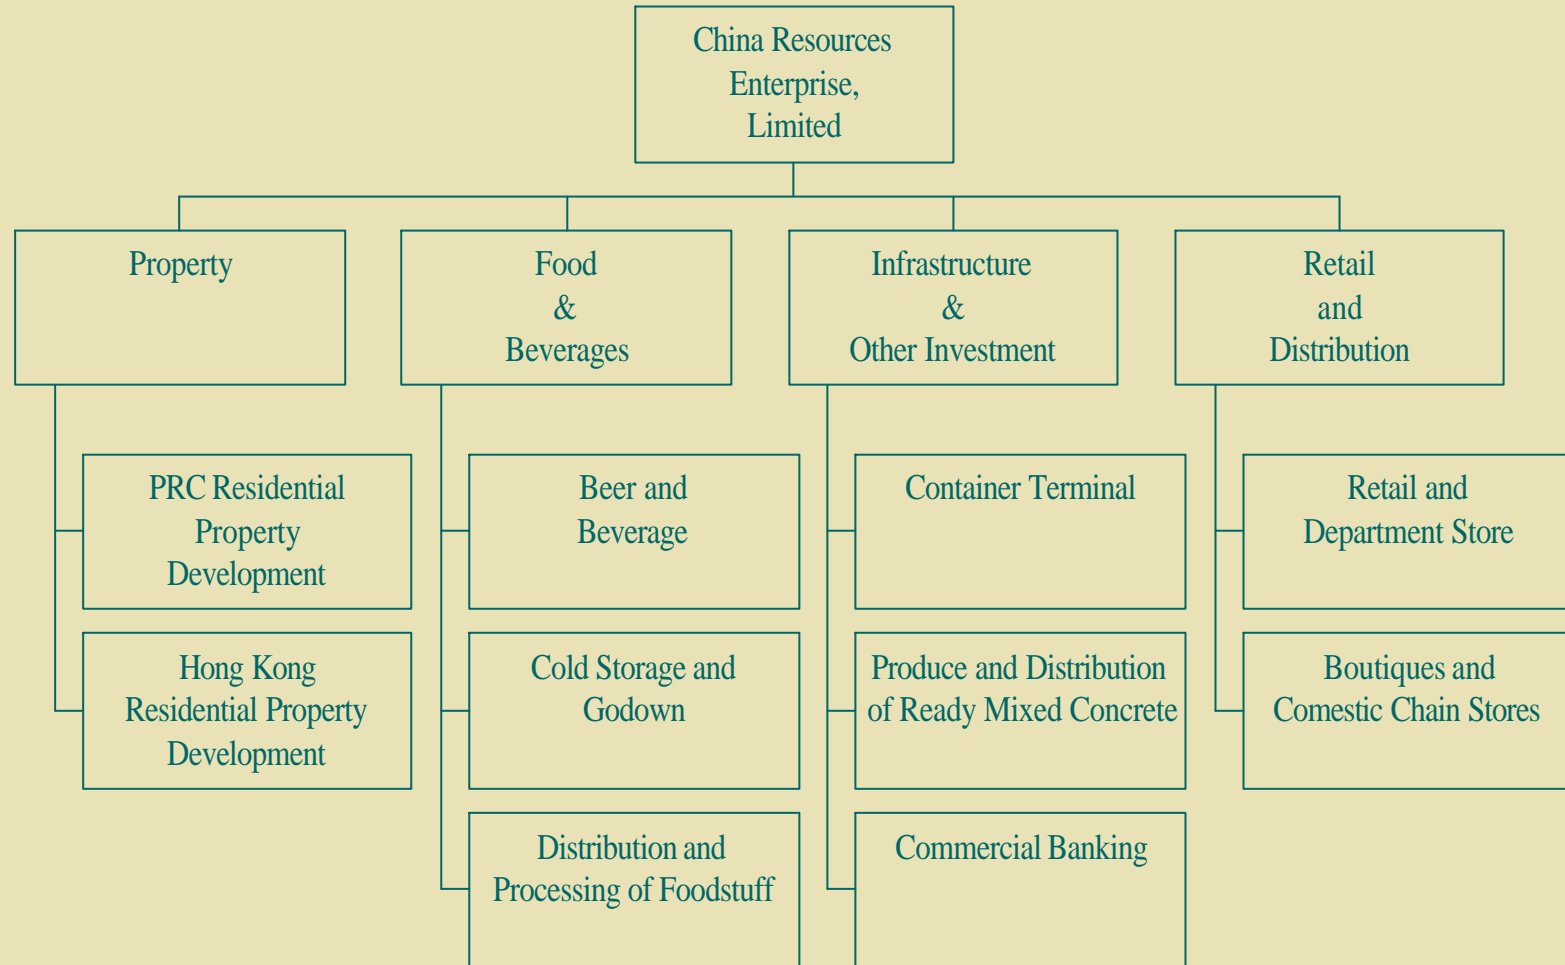 China Resources
Enterprise,
Limited
Property
Food
&
Beverages
Infrastructure
&
Other Investment
Retail
and
Distribution
PRC Residential
Property
Development
Beer and
Beverage
Container Terminal
Retail and
Department Store
Hong Kong
Residential Property
Development
Cold Storage and
Godown
Produce and Distribution
of Ready Mixed Concrete
Boutiques and
Comestic Chain Stores
Distribution and
Processing of Foodstuff
Commercial Banking